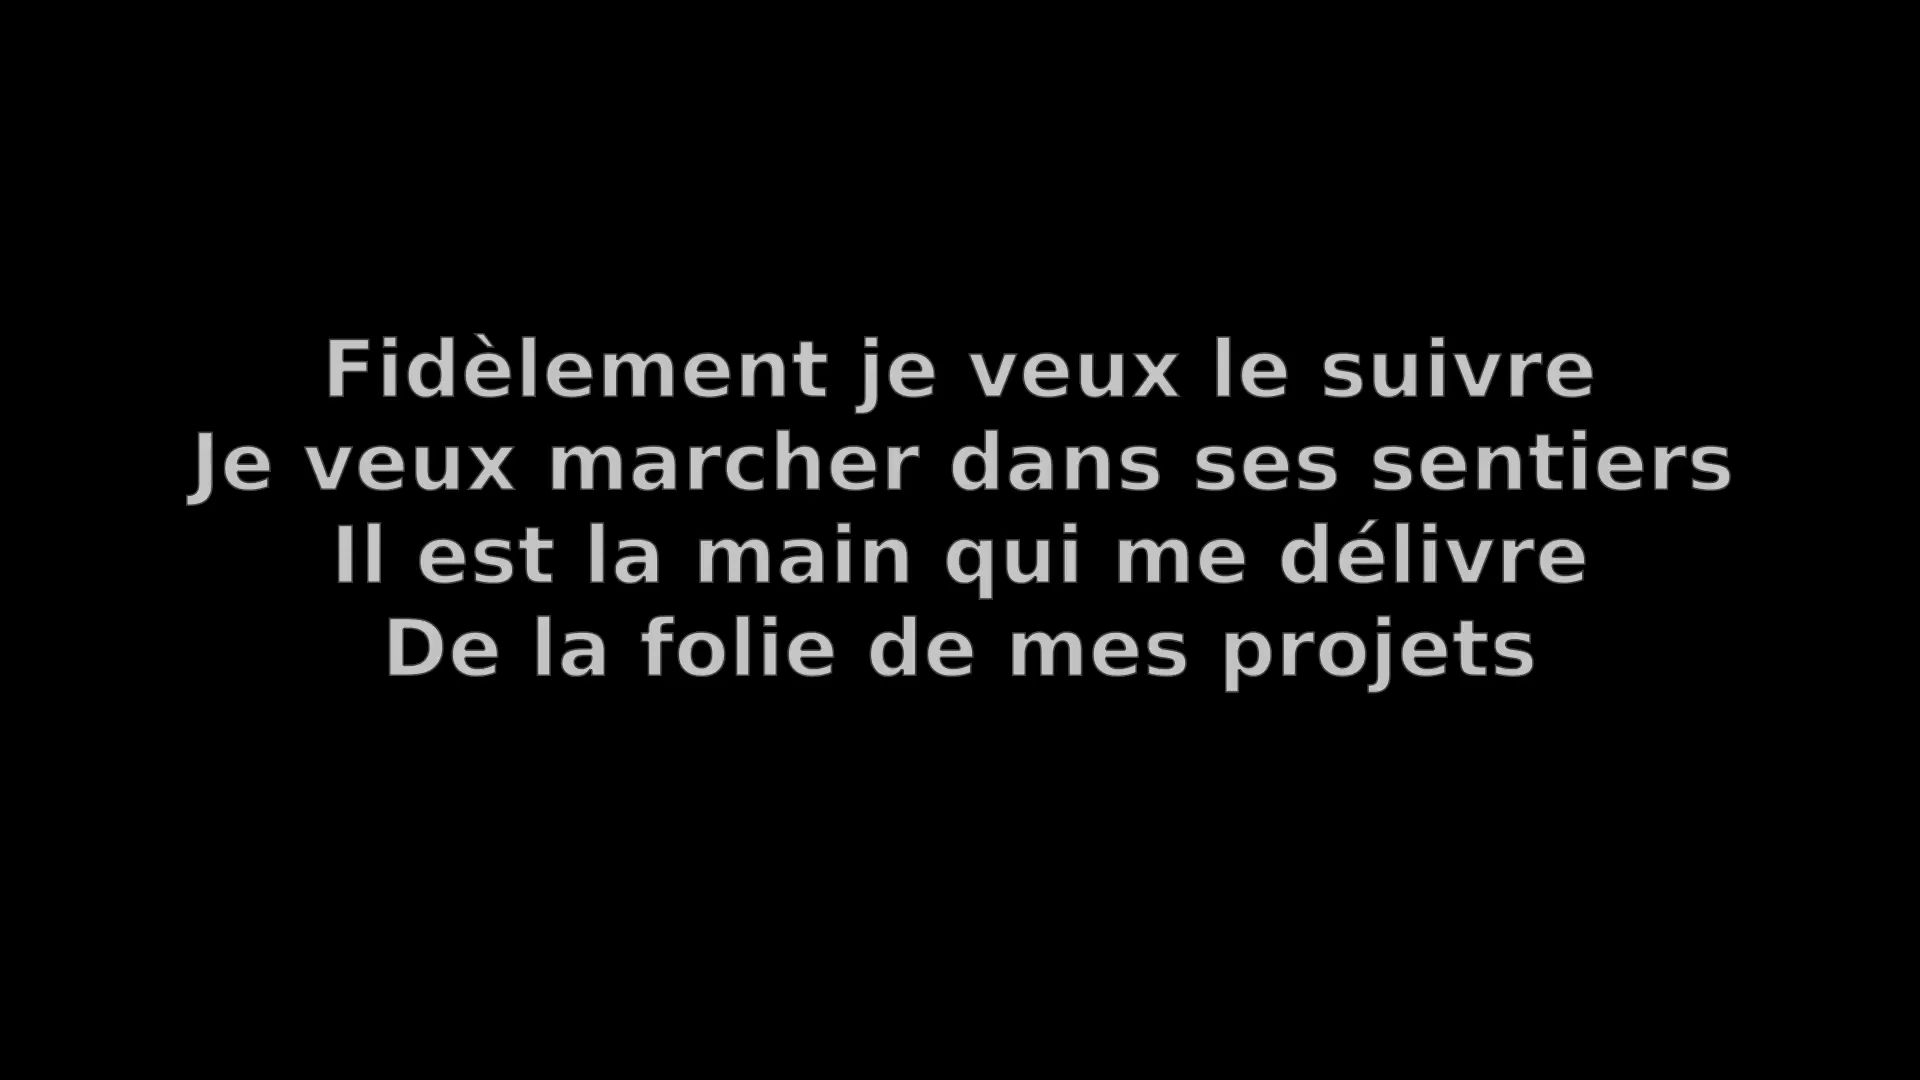 Fidèlement je veux le suivre
Je veux marcher dans ses sentiers
Il est la main qui me délivre
De la folie de mes projets